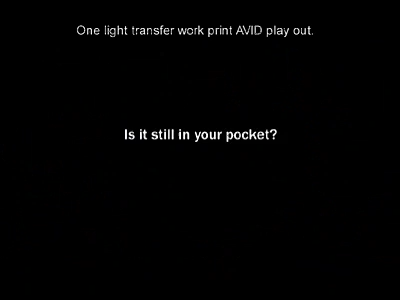 One light transfer work print AVID play out.
Is it still in your pocket?